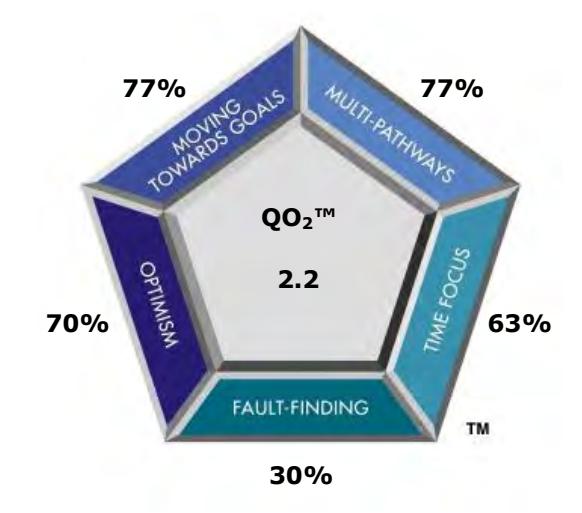 77%
77%
MOVING
TOWARDS GOALS
MULTI-PATHWAYS
QO₂™
2.2
OPTIMISM
TIME FOCUS
70%
63%
FAULT-FINDING
TM
30%